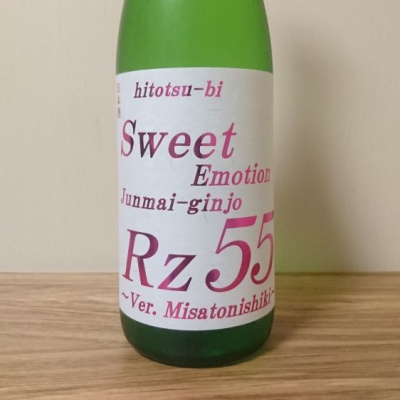 hitotsu-bi
Sweet
Emotion
Junmai-ginjo
Rz55
~Ver. Misatonishiki~